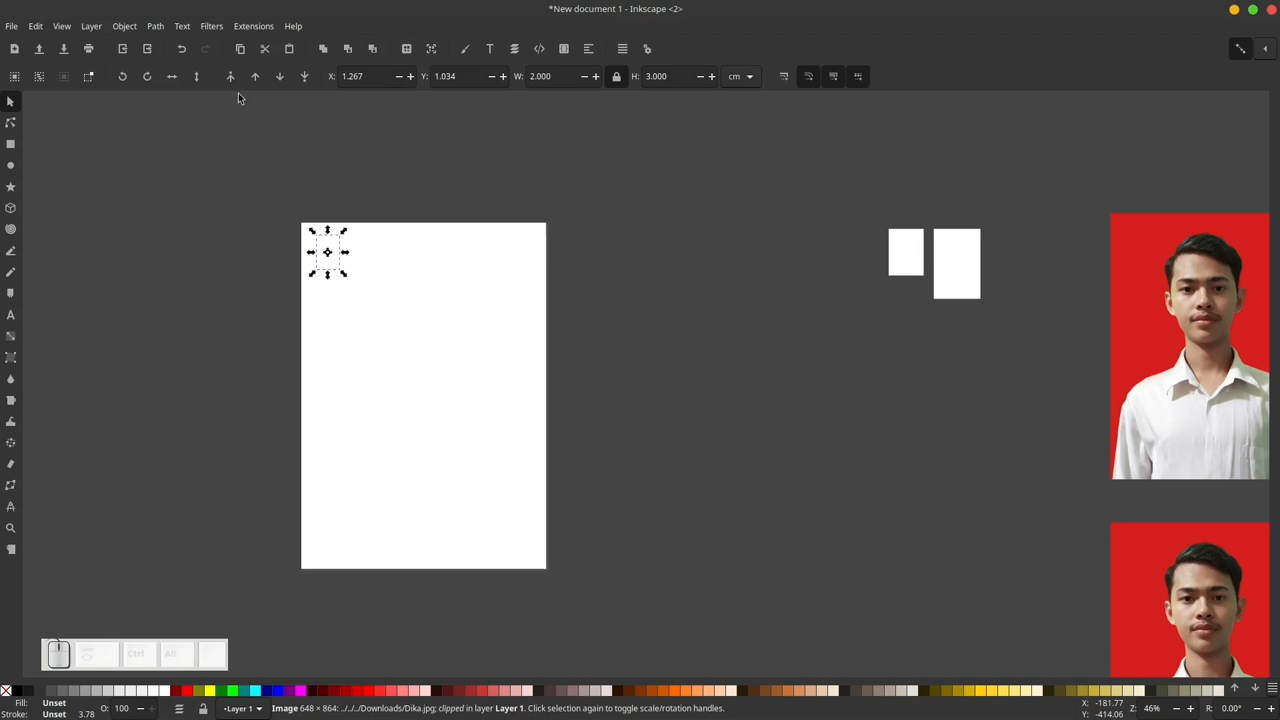 *New document 1 - Inkscape <2>
File Edit View Layer Object Path Text Filters Extensions Help
X: 1.267 Y: 1.034 W: 2.000 H: 3.000 cm
Ctrl Alt
Fill: Unset O: 100 Layer 1 Image 648 × 864: ../../../Downloads/Dika.jpg; clipped in layer Layer 1. Click selection again to toggle scale/rotation handles. X: -181.77 Z: 46% R: 0.00°
Stroke: Unset 3.78 Y: -414.06